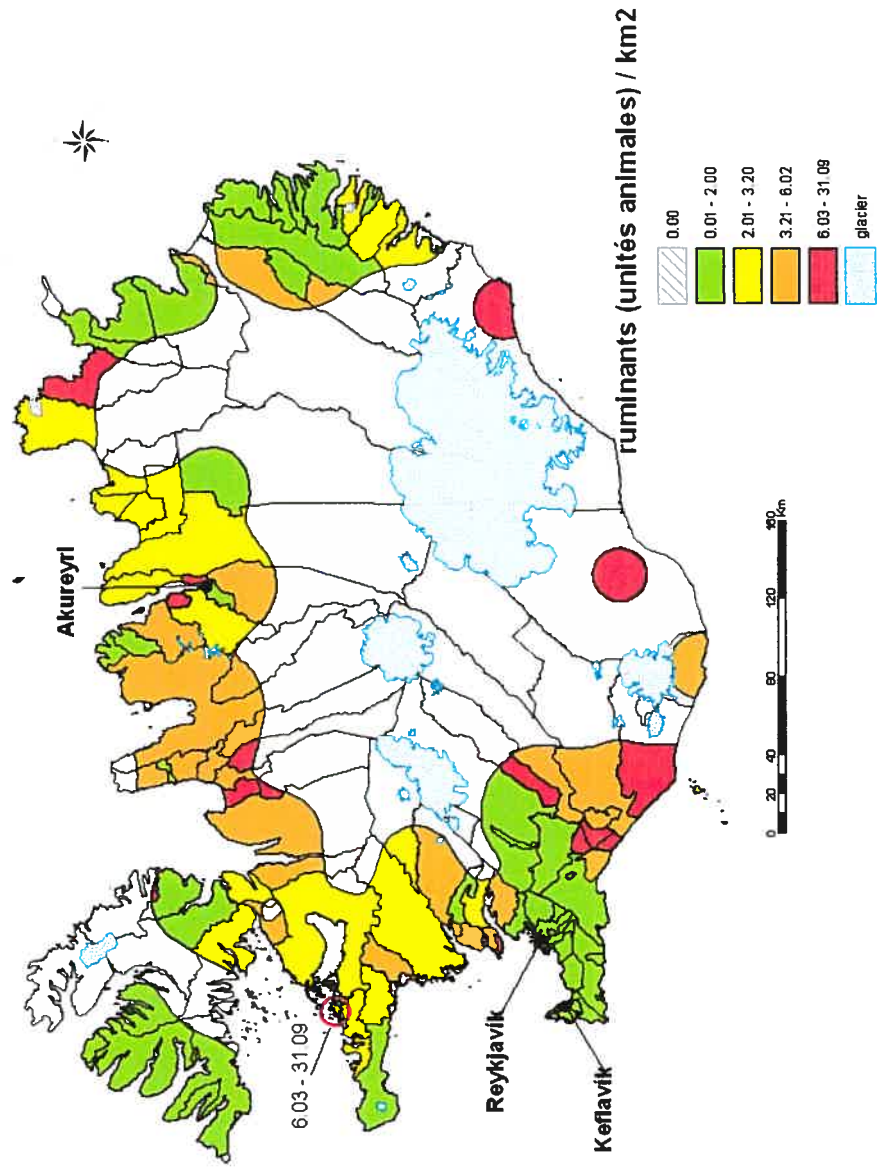 Akureyri
6.03 - 31.09
Reykjavik
Keflavik
ruminants (unités animales) / km2
0.00
0.01 - 2.00
2.01 - 3.20
3.21 - 6.02
6.03 - 31.09
glacier
0 20 40 80 120 160
Km